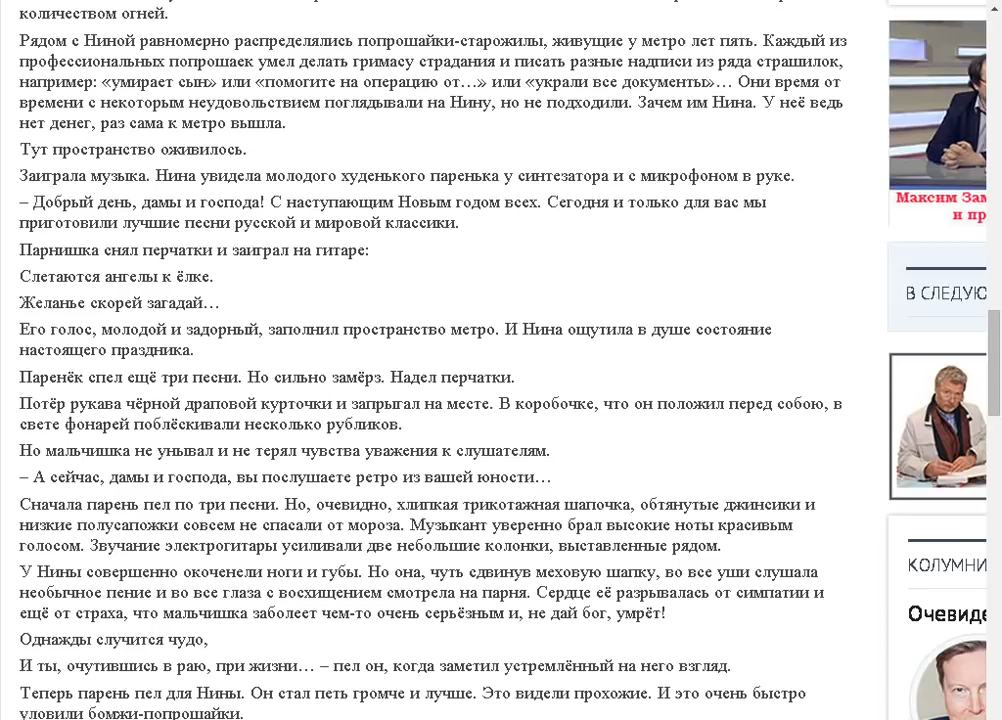 количеством огней.
Рядом с Ниной равномерно распределялись попрошайки-старожилы, живущие у метро лет пять. Каждый из
профессиональных попрошаек умел делать гримасу страдания и писать разные надписи из ряда страшилок,
например: «умирает сын» или «помогите на операцию от…» или «украли все документы»… Они время от
времени с некоторым неудовольствием поглядывали на Нину, но не подходили. Зачем им Нина. У неё ведь
нет денег, раз сама к метро вышла.
Тут пространство оживилось.
Заиграла музыка. Нина увидела молодого худенького паренька у синтезатора и с микрофоном в руке.
– Добрый день, дамы и господа! С наступающим Новым годом всех. Сегодня и только для вас мы
приготовили лучшие песни русской и мировой классики.
Парнишка снял перчатки и заиграл на гитаре:
Слетаются ангелы к ёлке.
Желанье скорей загадай…
Его голос, молодой и задорный, заполнил пространство метро. И Нина ощутила в душе состояние
настоящего праздника.
Паренёк спел ещё три песни. Но сильно замёрз. Надел перчатки.
Потёр рукава чёрной драповой курточки и запрыгал на месте. В коробочке, что он положил перед собою, в
свете фонарей поблёскивали несколько рубликов.
Но мальчишка не унывал и не терял чувства уважения к слушателям.
– А сейчас, дамы и господа, вы послушаете ретро из вашей юности…
Сначала парень пел по три песни. Но, очевидно, хлипкая трикотажная шапочка, обтянутые джинсики и
низкие полусапожки совсем не спасали от мороза. Музыкант уверенно брал высокие ноты красивым
голосом. Звучание электрогитары усиливали две небольшие колонки, выставленные рядом.
У Нины совершенно окоченели ноги и губы. Но она, чуть сдвинув меховую шапку, во все уши слушала
необычное пение и во все глаза с восхищением смотрела на парня. Сердце её разрывалась от симпатии и
ещё от страха, что мальчишка заболеет чем-то очень серьёзным и, не дай бог, умрёт!
Однажды случится чудо,
И ты, очутившись в раю, при жизни… – пел он, когда заметил устремлённый на него взгляд.
Теперь парень пел для Нины. Он стал петь громче и лучше. Это видели прохожие. И это очень быстро
уловили бомжи-попрошайки.
Максим Зам
и пр
В СЛЕДУЮ
КОЛУМНИ
Очевиде